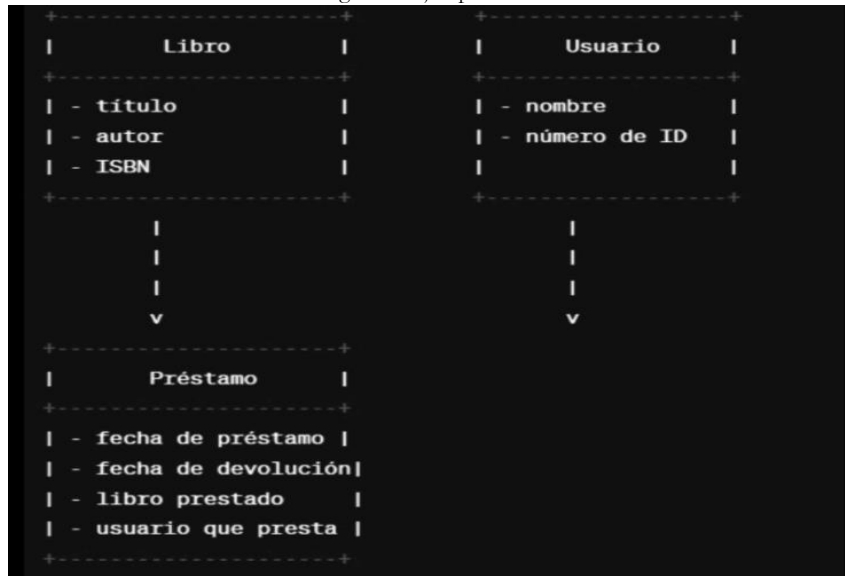 Libro
Usuario
- título
- autor
- ISBN
- nombre
- número de ID
Préstamo
- fecha de préstamo
- fecha de devolución
- libro prestado
- usuario que presta